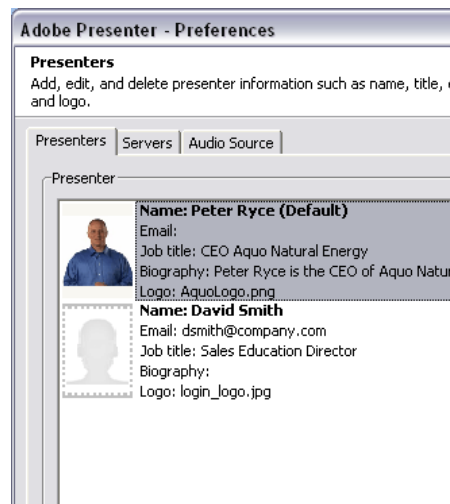 Adobe Presenter - Preferences
Presenters
Add, edit, and delete presenter information such as name, title,
and logo.
Presenters Servers Audio Source
Presenter
Name: Peter Ryce (Default)
Email:
Job title: CEO Aquo Natural Energy
Biography: Peter Ryce is the CEO of Aquo Natur
Logo: AquoLogo.png
Name: David Smith
Email: dsmith@company.com
Job title: Sales Education Director
Biography:
Logo: login_logo.jpg